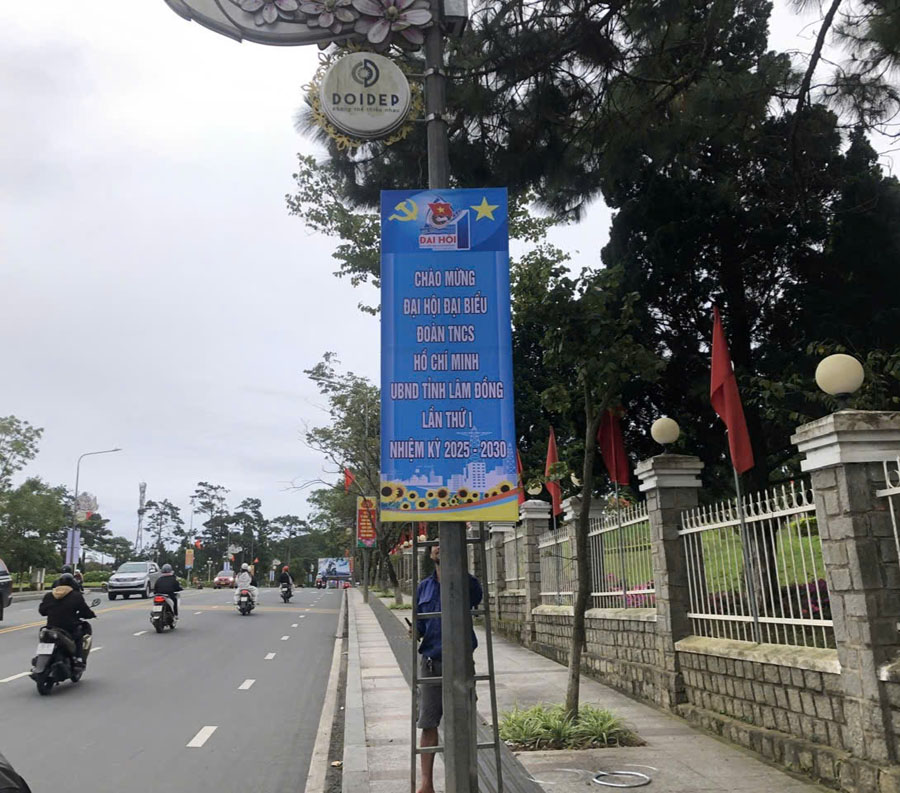 DOIDEP
ĐẠI HỘI
1
CHÀO MỪNG
ĐẠI HỘI ĐẠI BIỂU
ĐOÀN TNCS
HỒ CHÍ MINH
UBND TỈNH LÂM ĐỒNG
LẦN THỨ I
NHIỆM KỲ 2025 - 2030